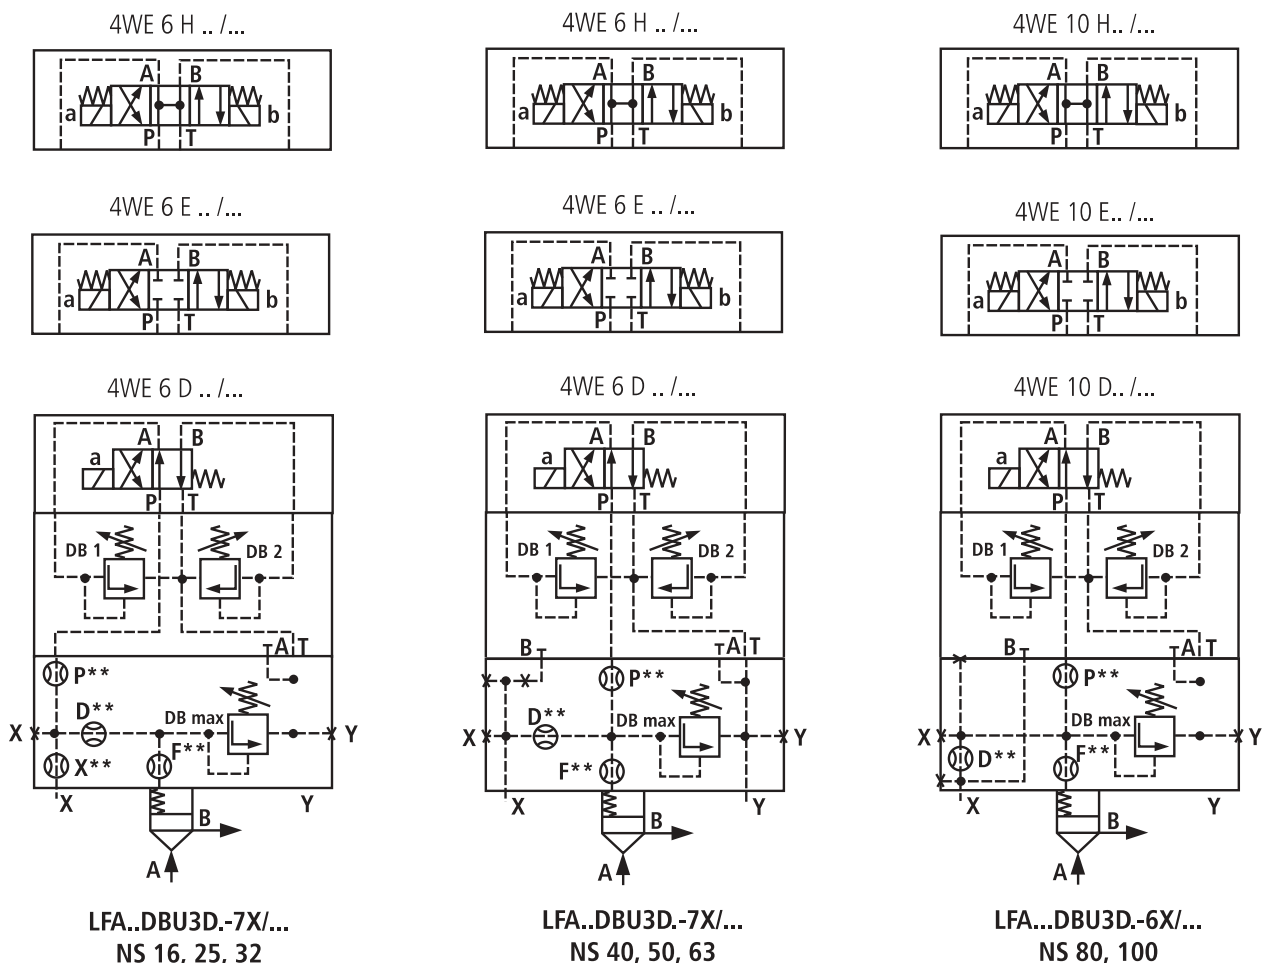 4WE 6 H .. /...
A B
a b
P T
4WE 6 E .. /...
A B
a b
P T
4WE 6 D .. /...
A B
a
P T
DB 1 DB 2
A T
P**
D** DB max
X Y
X** F**
X Y
B
A
LFA..DBU3D.-7X/...
NS 16, 25, 32
4WE 6 H .. /...
A B
a b
P T
4WE 6 E .. /...
A B
a b
P T
4WE 6 D .. /...
A B
a
P T
DB 1 DB 2
B A T
P**
D** DB max
X Y
F**
X Y
B
A
LFA..DBU3D.-7X/...
NS 40, 50, 63
4WE 10 H.. /...
A B
a b
P T
4WE 10 E.. /...
A B
a b
P T
4WE 10 D.. /...
A B
a
P T
DB 1 DB 2
B A T
P**
DB max
X Y
D** F**
X Y
B
A
LFA...DBU3D.-6X/...
NS 80, 100